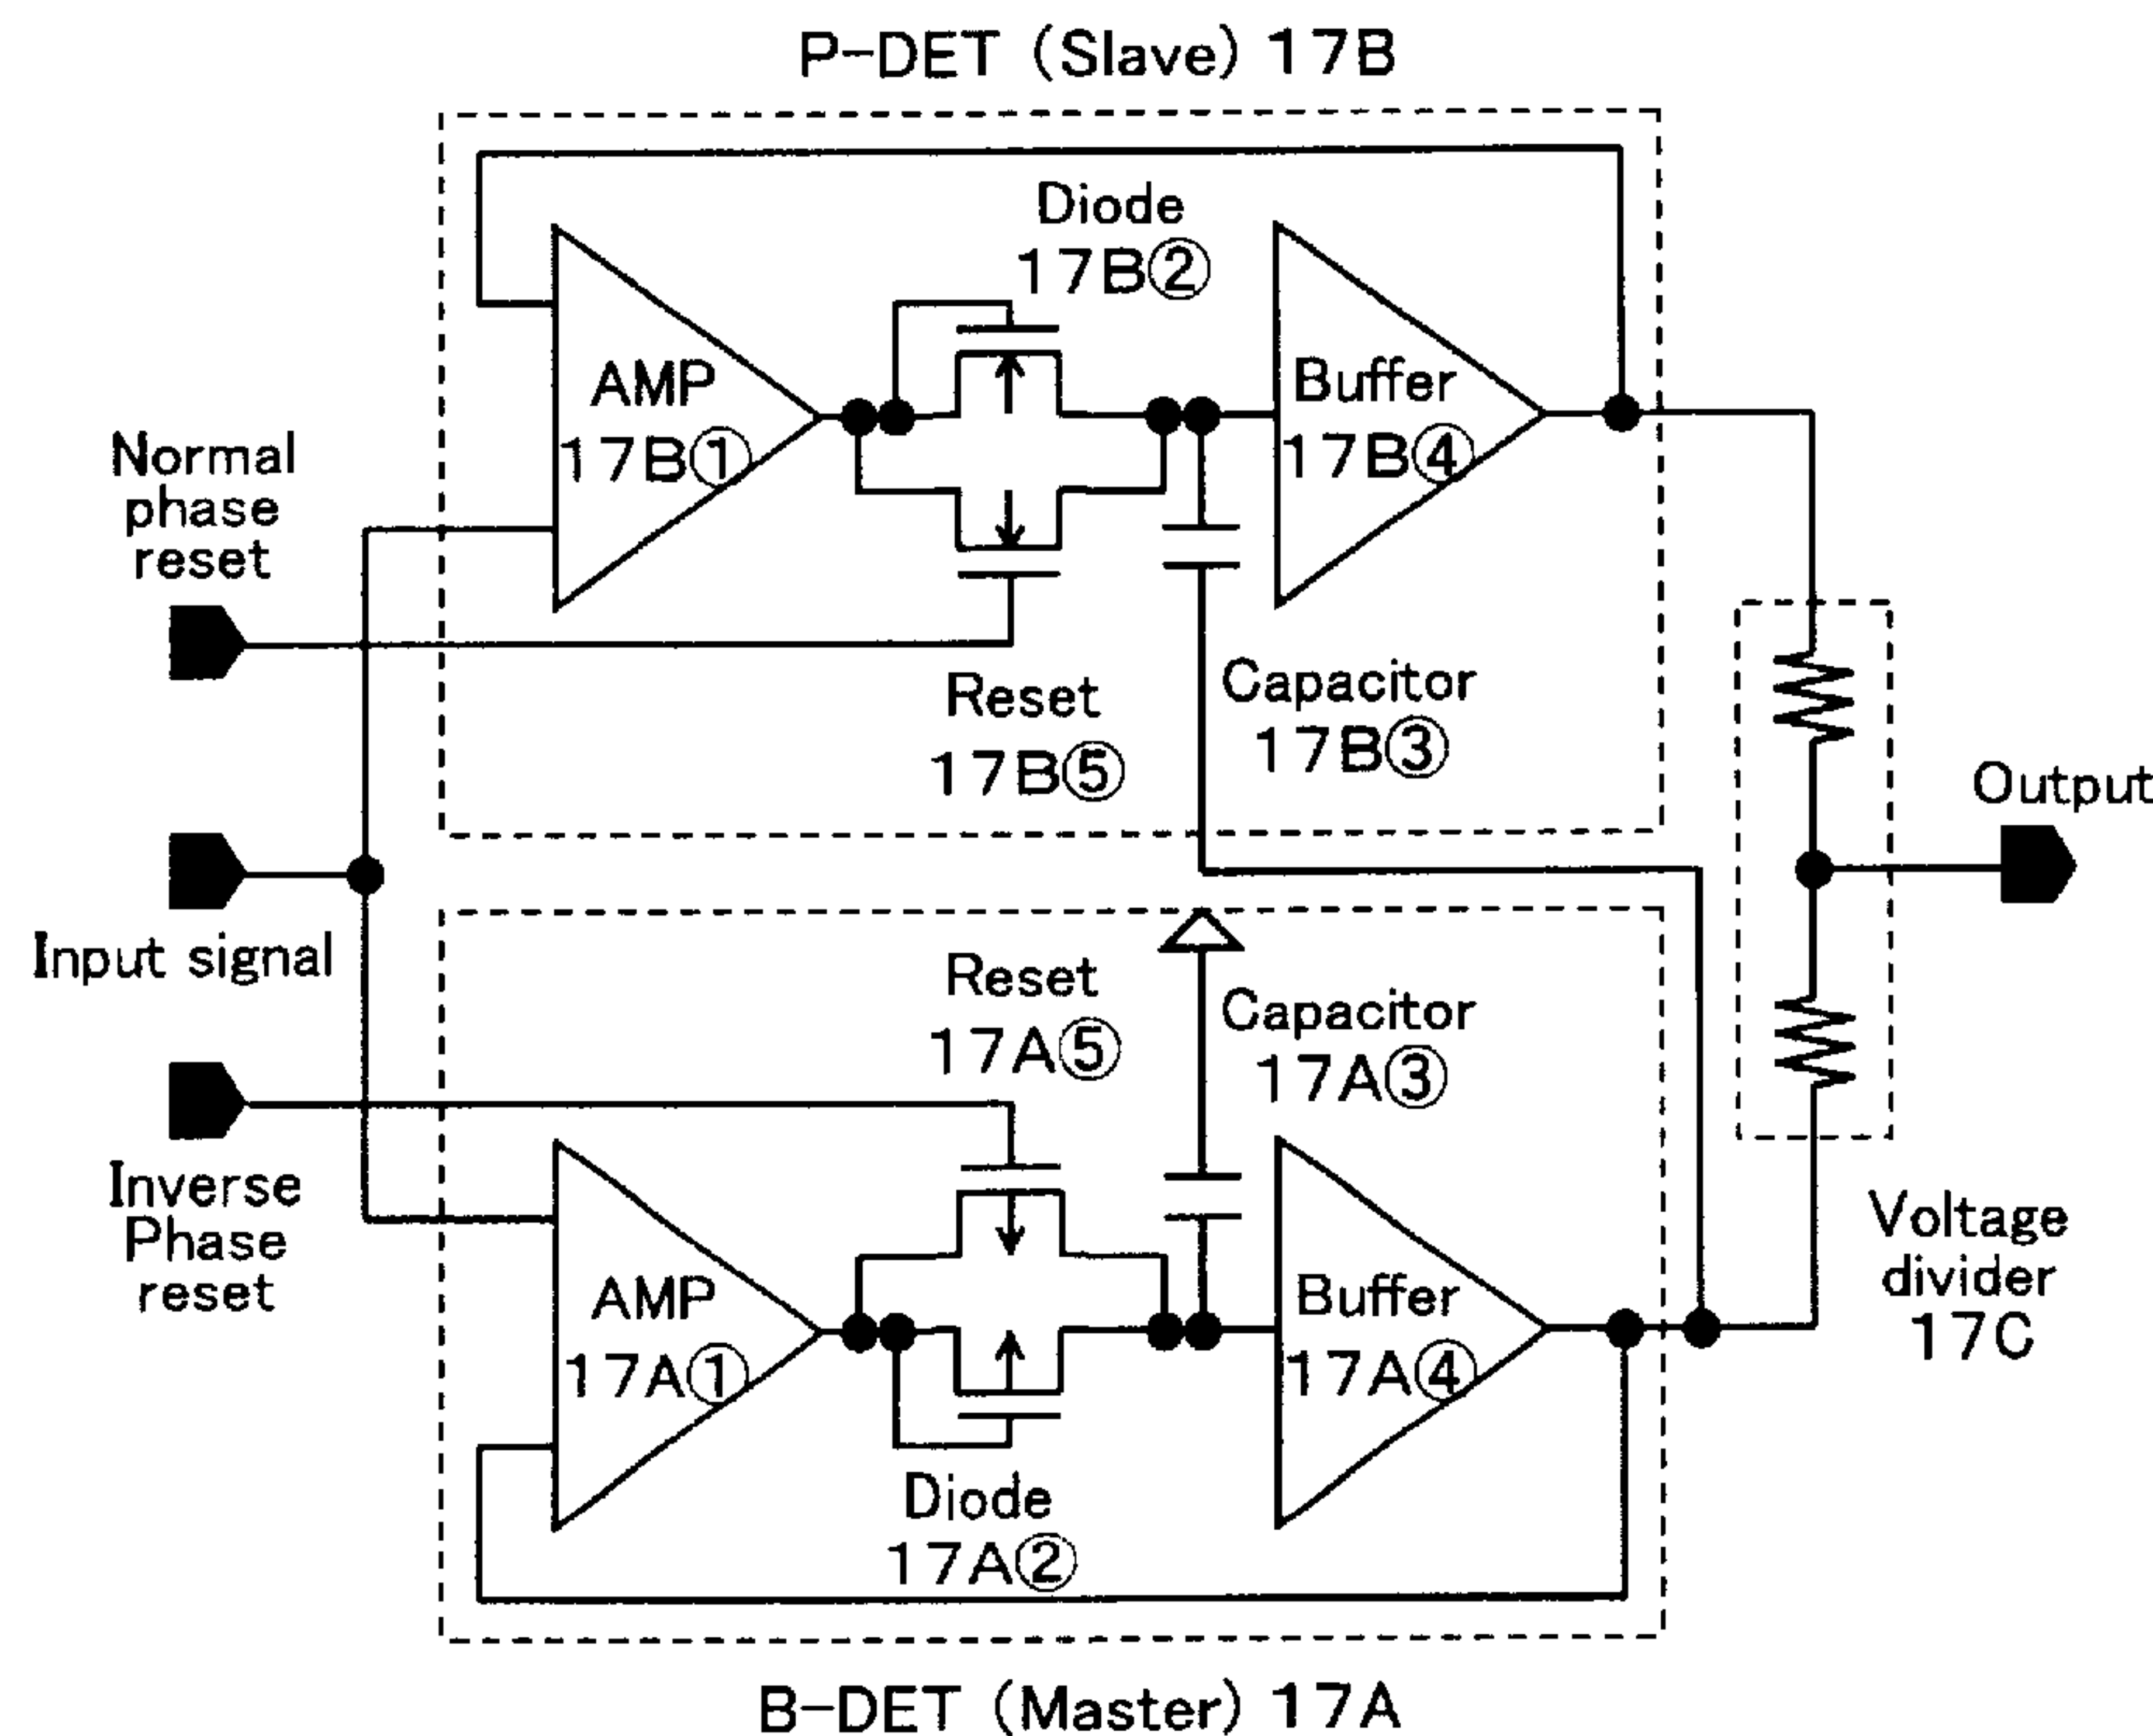 P-DET (Slave) 17B
Diode
17B②
AMP
17B①
Buffer
17B④
Normal
phase
reset
Reset
17B⑤
Capacitor
17B③
Output
Input signal
Reset
17A⑤
Capacitor
17A③
Inverse
Phase
reset
AMP
17A①
Buffer
17A④
Voltage
divider
17C
Diode
17A②
B-DET (Master) 17A